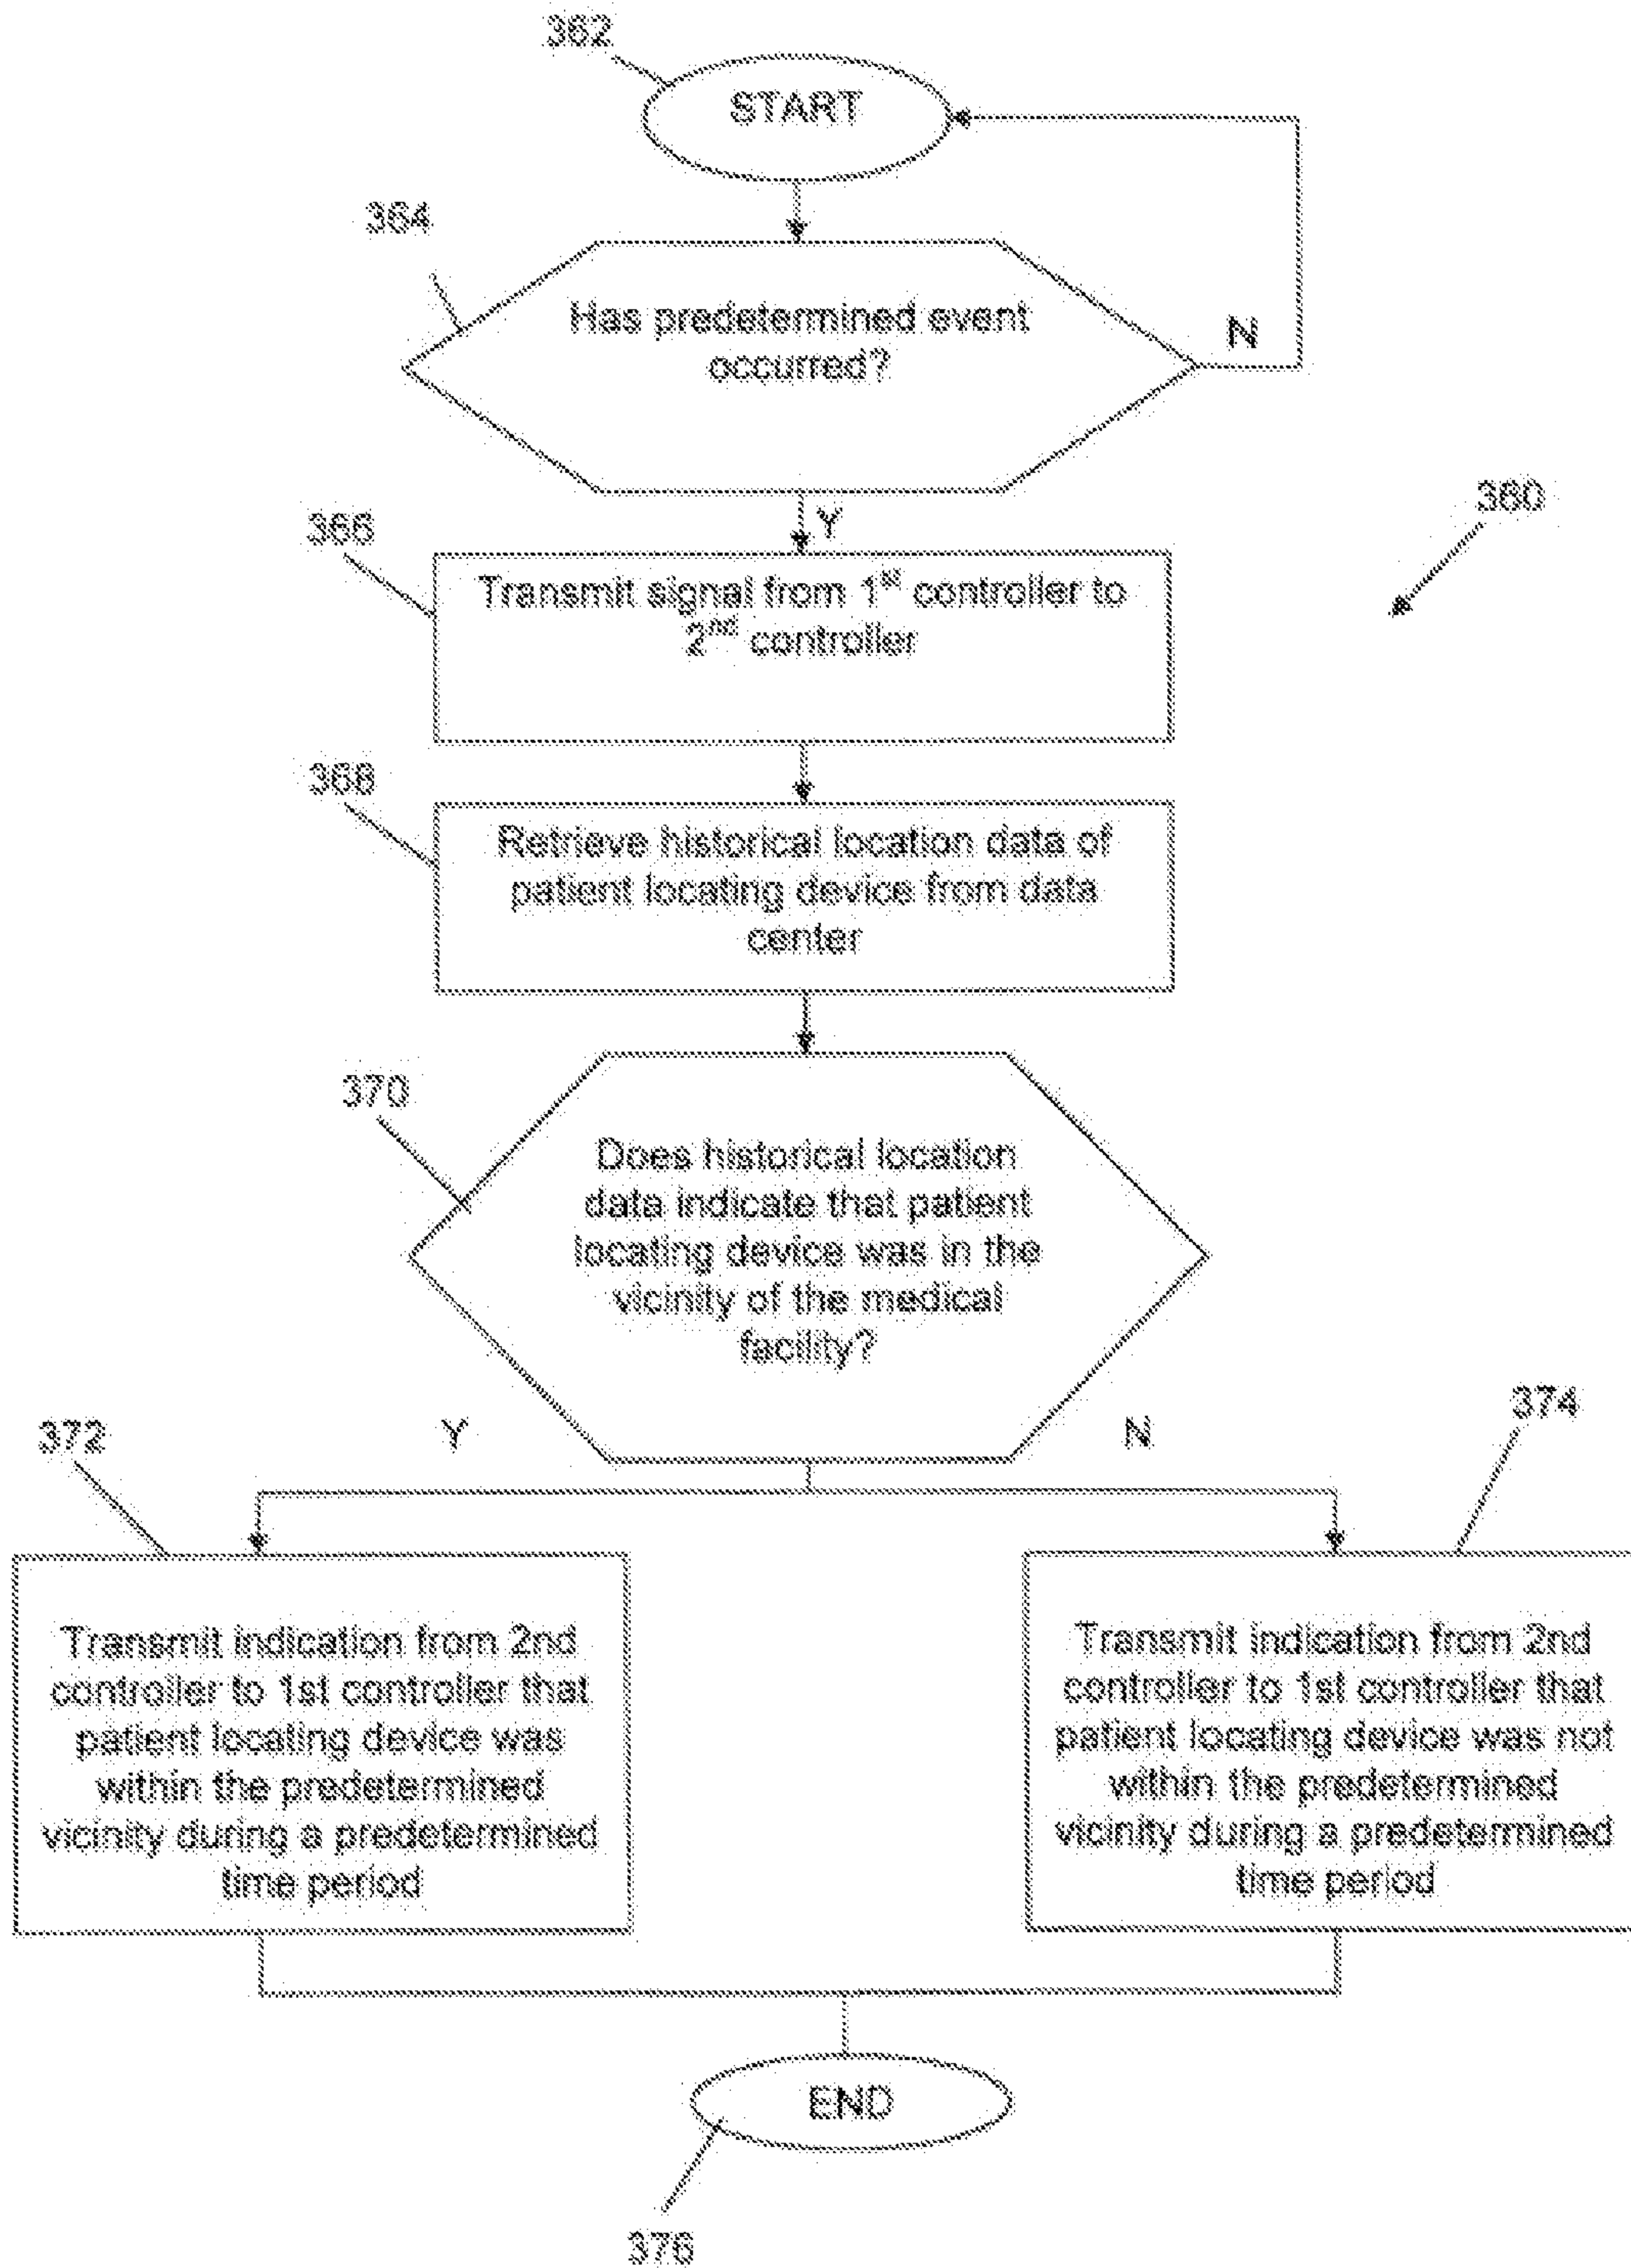 362
START
364
Has predetermined event
occurred?
N
360
Y
366
Transmit signal from 1st controller to
2nd controller
368
Retrieve historical location data of
patient locating device from data
center
370
Does historical location
data indicate that patient
locating device was in the
vicinity of the medical
facility?
Y
N
372
374
Transmit indication from 2nd
controller to 1st controller that
patient locating device was
within the predetermined
vicinity during a predetermined
time period
Transmit indication from 2nd
controller to 1st controller that
patient locating device was not
within the predetermined
vicinity during a predetermined
time period
END
376